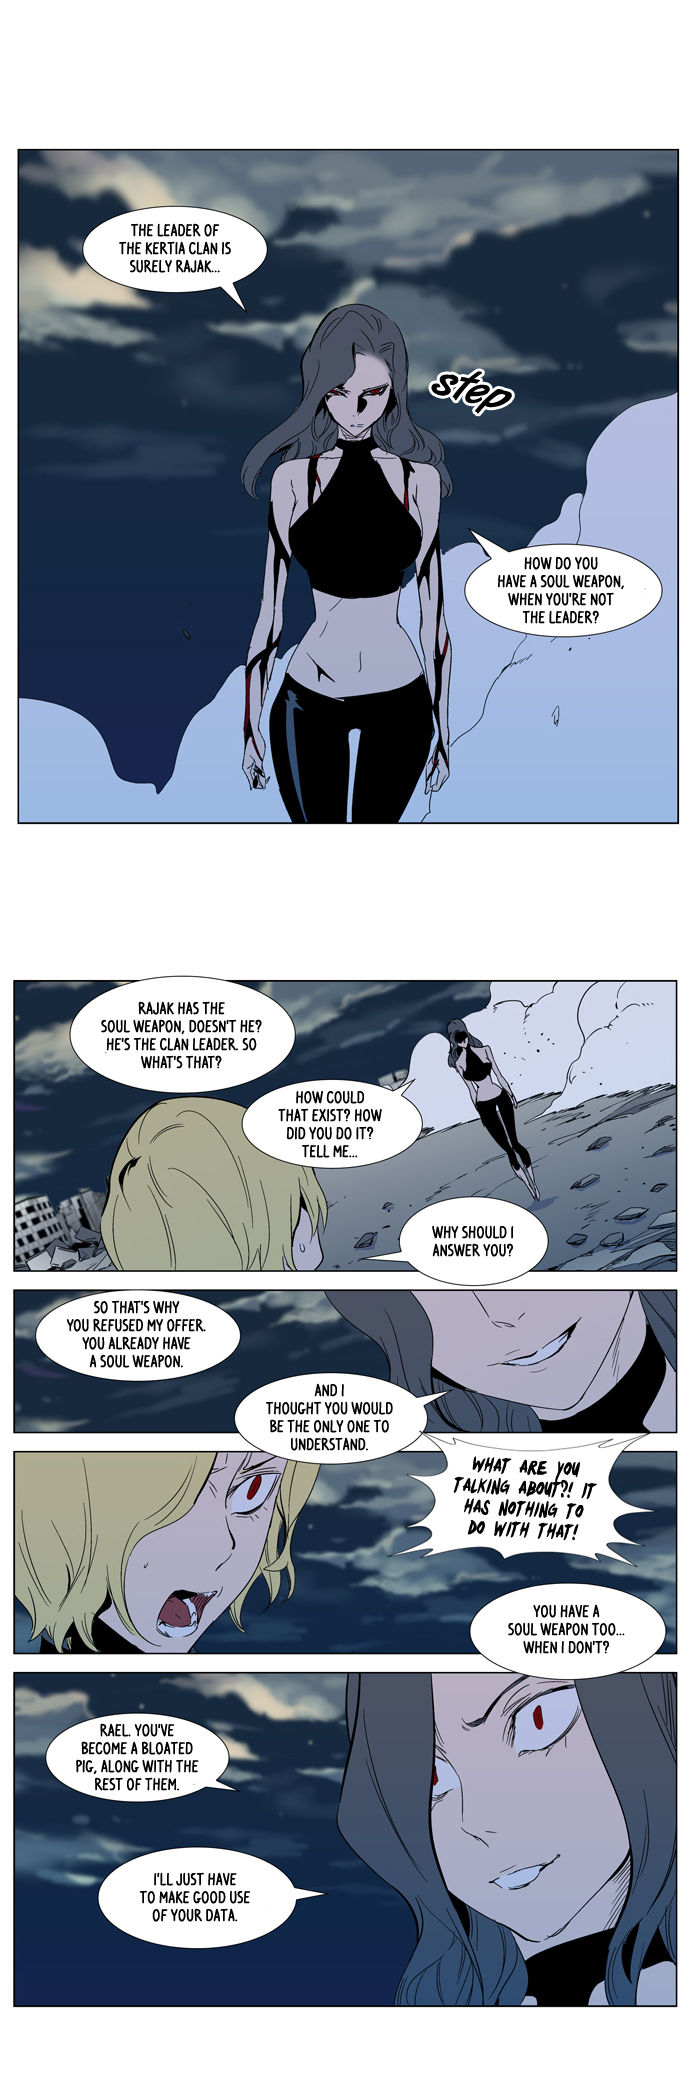 THE LEADER OF
THE KERTIA CLAN IS
SURELY RAJAK...
step
HOW DO YOU
HAVE A SOUL WEAPON,
WHEN YOU'RE NOT
THE LEADER?
RAJAK HAS THE
SOUL WEAPON, DOESN'T HE?
HE'S THE CLAN LEADER. SO
WHAT'S THAT?
HOW COULD
THAT EXIST? HOW
DID YOU DO IT?
TELL ME...
WHY SHOULD I
ANSWER YOU?
SO THAT'S WHY
YOU REFUSED MY OFFER.
YOU ALREADY HAVE
A SOUL WEAPON.
AND I
THOUGHT YOU WOULD
BE THE ONLY ONE TO
UNDERSTAND.
WHAT ARE YOU
TALKING ABOUT?! IT
HAS NOTHING TO
DO WITH THAT!
YOU HAVE A
SOUL WEAPON TOO...
WHEN I DON'T?
RAEL. YOU'VE
BECOME A BLOATED
PIG, ALONG WITH THE
REST OF THEM.
I'LL JUST HAVE
TO MAKE GOOD USE
OF YOUR DATA.